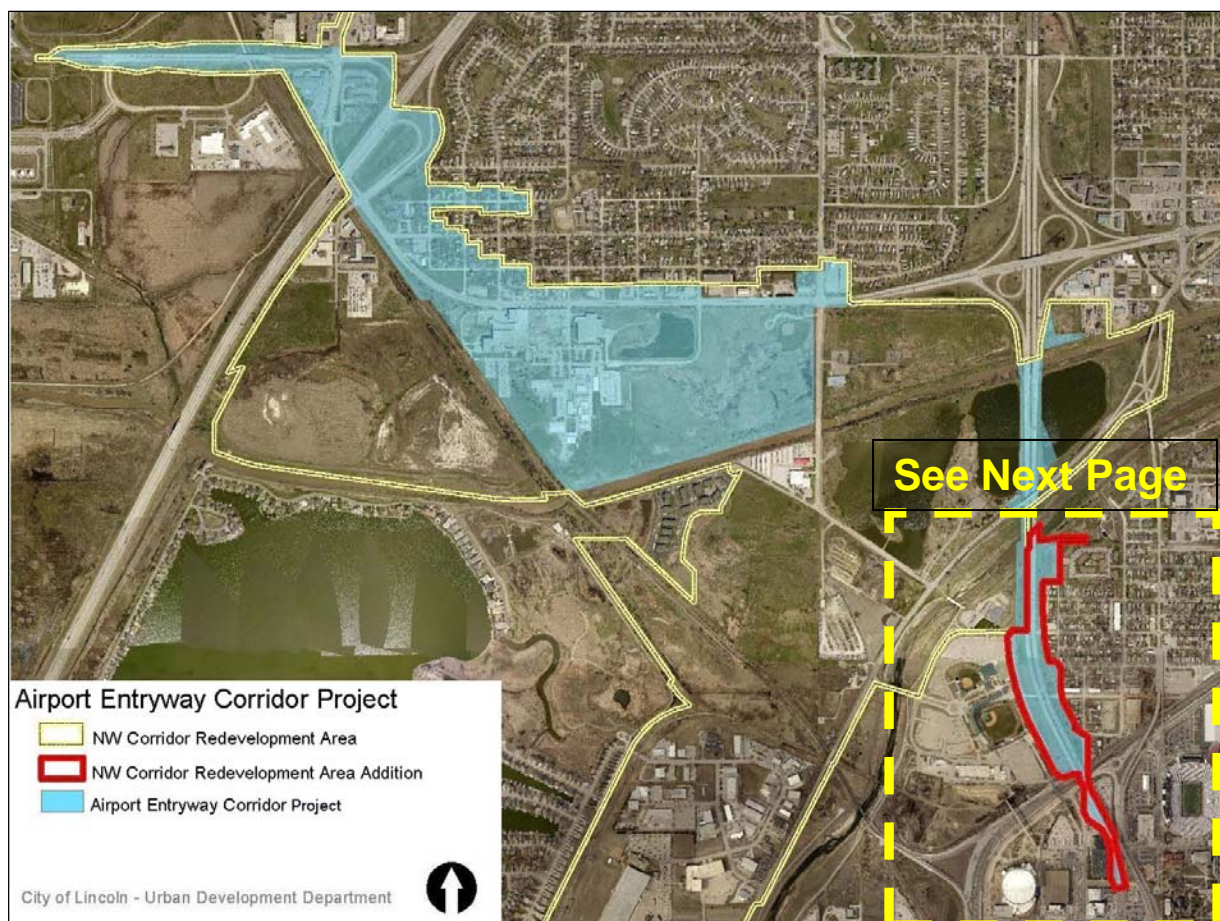 See Next Page
Airport Entryway Corridor Project
NW Corridor Redevelopment Area
NW Corridor Redevelopment Area Addition
Airport Entryway Corridor Project
City of Lincoln - Urban Development Department